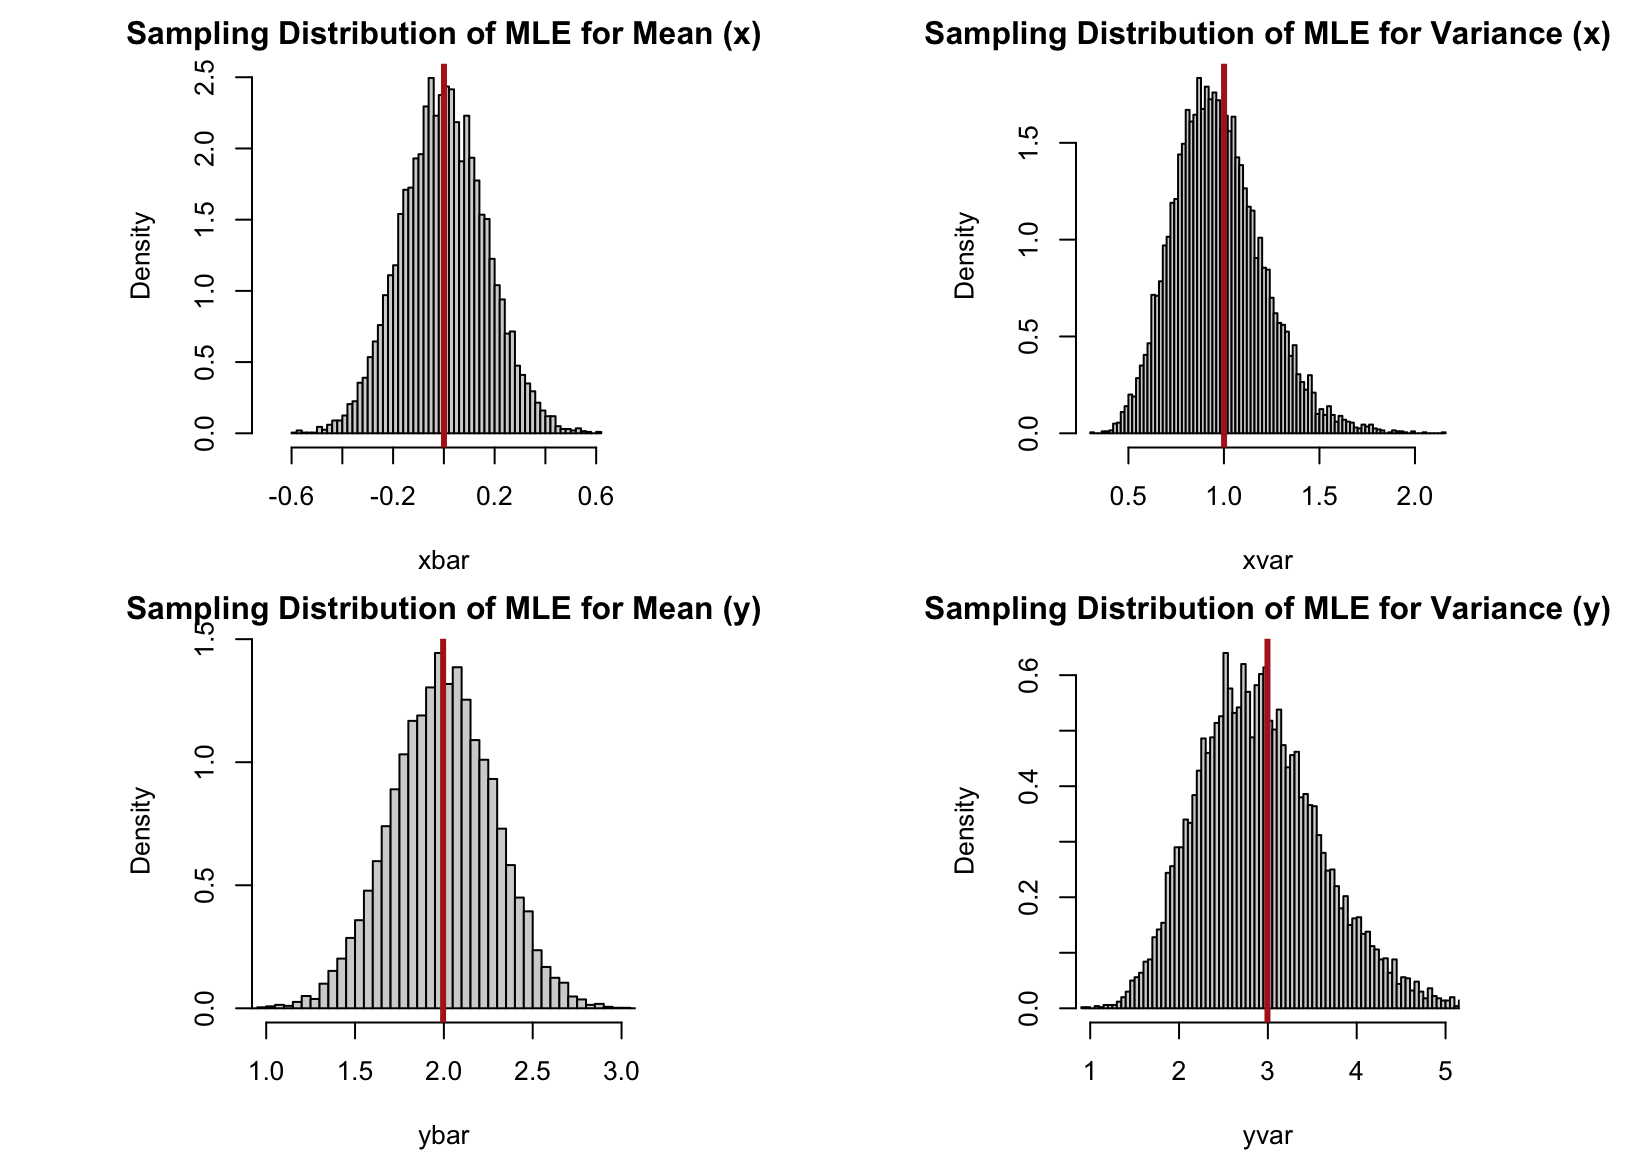 Sampling Distribution of MLE for Mean (x)
Density
0.0 0.5 1.0 1.5 2.0 2.5
-0.6 -0.2 0.2 0.6
xbar
Sampling Distribution of MLE for Variance (x)
Density
0.0 0.5 1.0 1.5
0.5 1.0 1.5 2.0
xvar
Sampling Distribution of MLE for Mean (y)
Density
0.0 0.5 1.0 1.5
1.0 1.5 2.0 2.5 3.0
ybar
Sampling Distribution of MLE for Variance (y)
Density
0.0 0.2 0.4 0.6
1 2 3 4 5
yvar